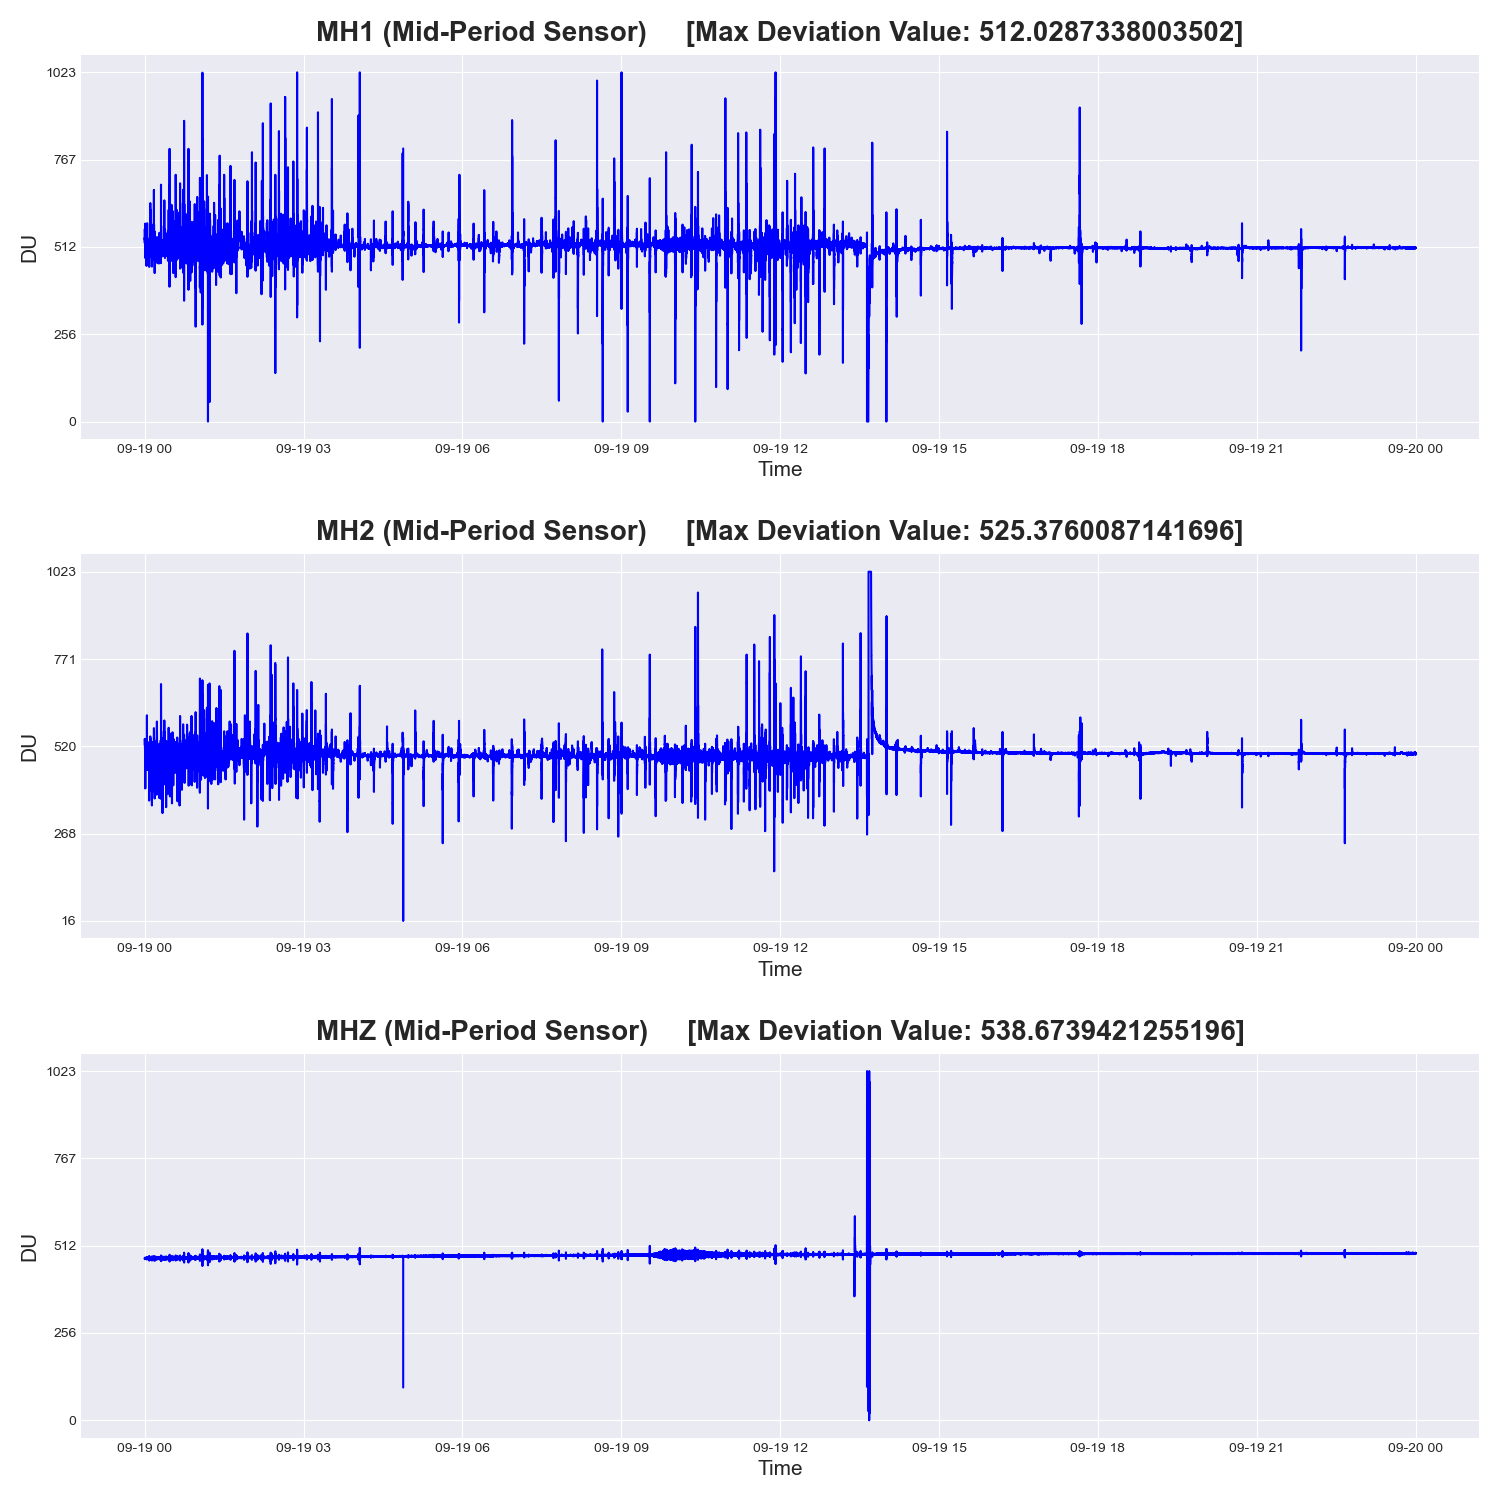 MH1 (Mid-Period Sensor) [Max Deviation Value: 512.0287338003502]
1023
767
512
256
0
DU
09-19 00 09-19 03 09-19 06 09-19 09 09-19 12 09-19 15 09-19 18 09-19 21 09-20 00
Time
MH2 (Mid-Period Sensor) [Max Deviation Value: 525.3760087141696]
1023
771
520
268
16
DU
09-19 00 09-19 03 09-19 06 09-19 09 09-19 12 09-19 15 09-19 18 09-19 21 09-20 00
Time
MHZ (Mid-Period Sensor) [Max Deviation Value: 538.6739421255196]
1023
767
512
256
0
DU
09-19 00 09-19 03 09-19 06 09-19 09 09-19 12 09-19 15 09-19 18 09-19 21 09-20 00
Time